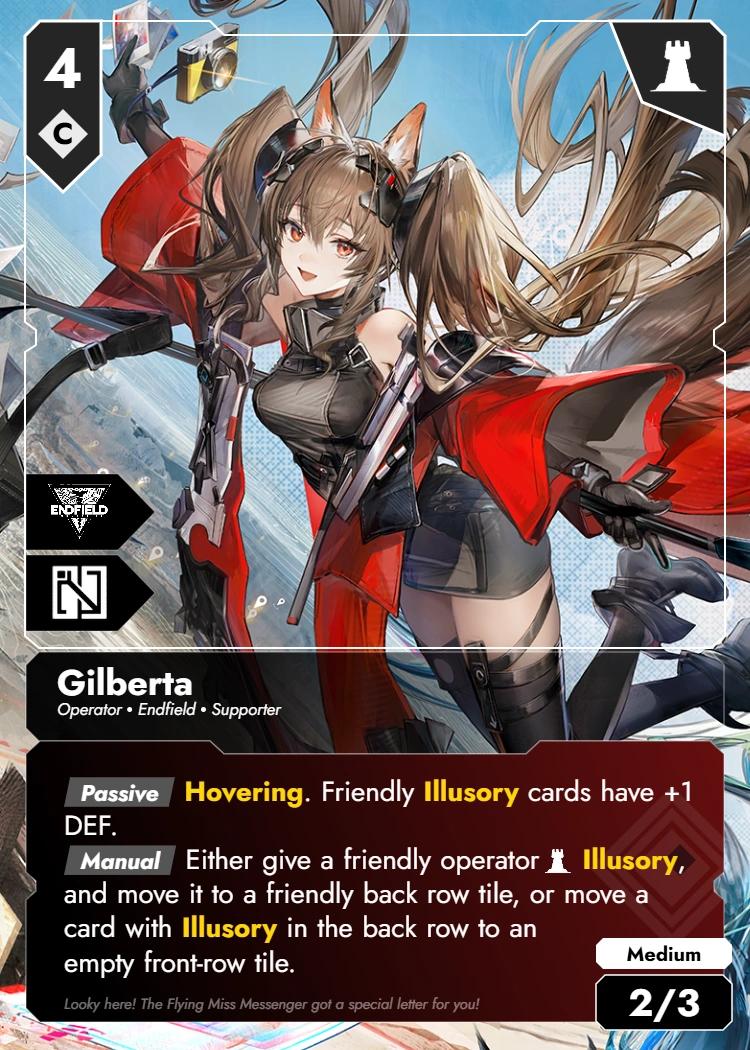 4
C
ENDFIELD
Gilberta
Operator • Endfield • Supporter
Passive Hovering. Friendly Illusory cards have +1
DEF.
Manual Either give a friendly operator Illusory,
and move it to a friendly back row tile, or move a
card with Illusory in the back row to an
empty front-row tile.
Medium
Looky here! The Flying Miss Messenger got a special letter for you!
2/3